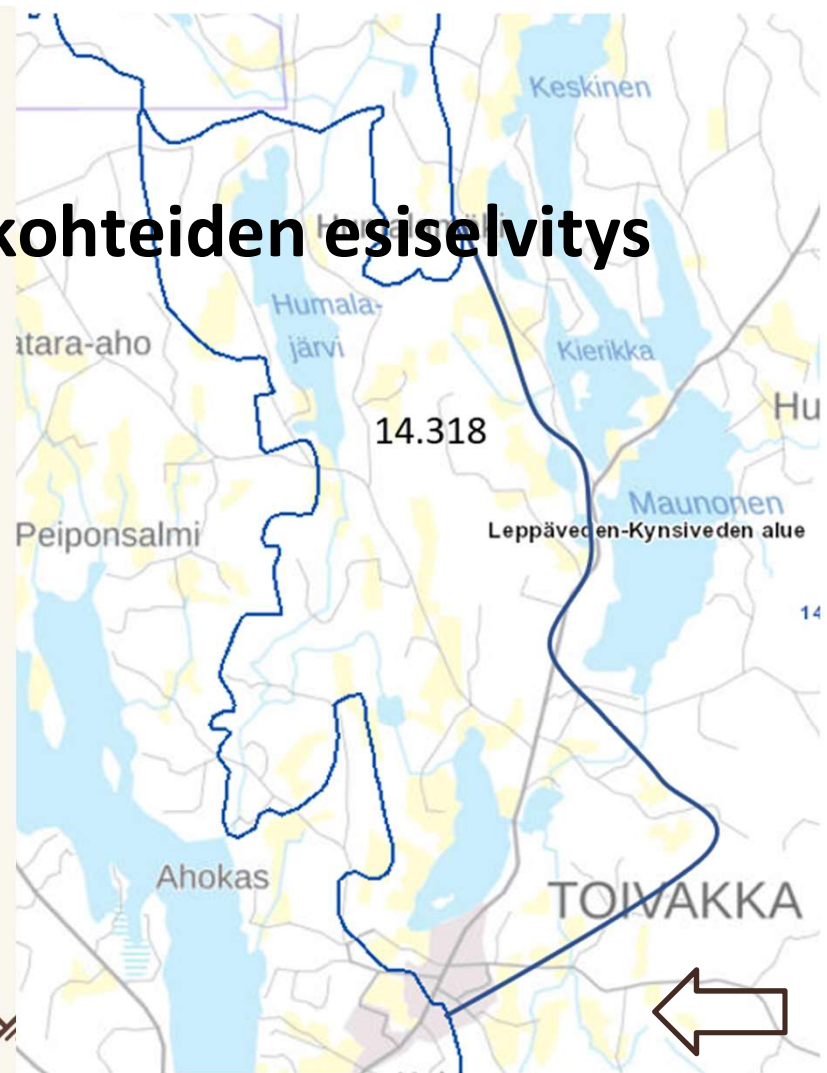 Keskinen
kohteiden esiselvitys
Humalamäki
Humala-
järvi
atara-aho
Kierikka
Hu
14.318
Maunonen
Leppäveden-Kynsiveden alue
Peiponsalmi
14
Ahokas
TOIVAKKA